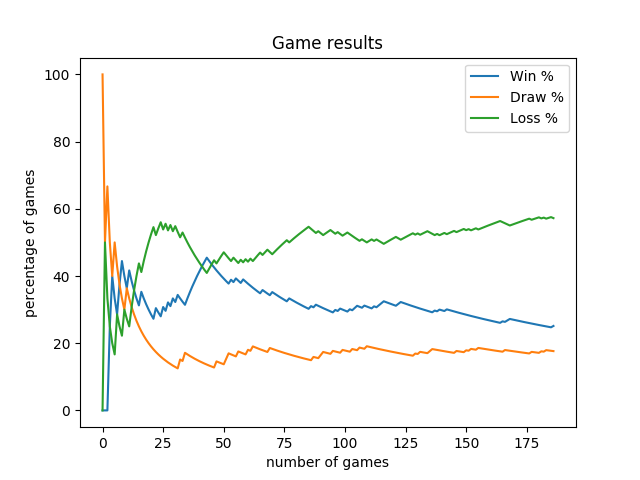 Game results
100
80
60
40
20
0
percentage of games
Win %
Draw %
Loss %
0 25 50 75 100 125 150 175
number of games